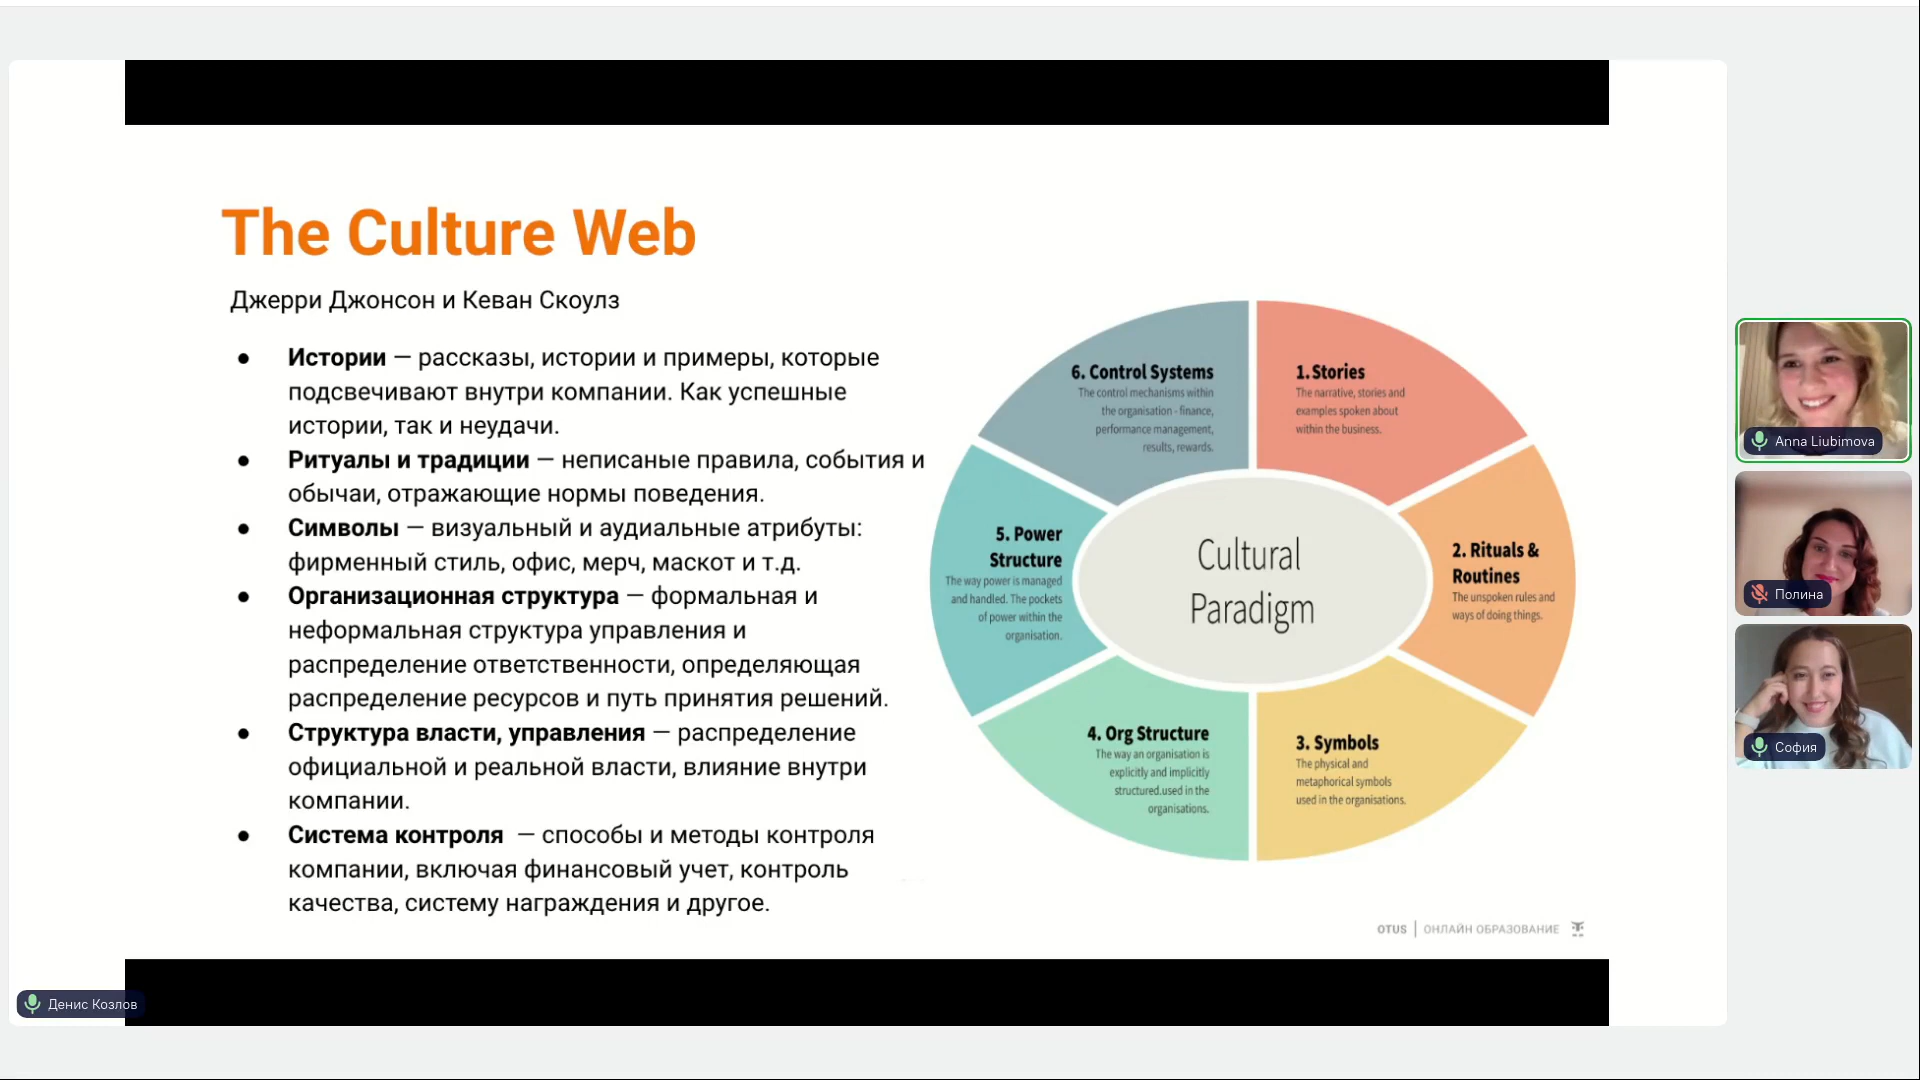 The Culture Web
Джерри Джонсон и Кеван Скоулз
● Истории — рассказы, истории и примеры, которые
подсвечивают внутри компании. Как успешные
истории, так и неудачи.
● Ритуалы и традиции — неписаные правила, события и
обычаи, отражающие нормы поведения.
● Символы — визуальный и аудиальные атрибуты:
фирменный стиль, офис, мерч, маскот и т.д.
● Организационная структура — формальная и
неформальная структура управления и
распределение ответственности, определяющая
распределение ресурсов и путь принятия решений.
● Структура власти, управления — распределение
официальной и реальной власти, влияние внутри
компании.
● Система контроля — способы и методы контроля
компании, включая финансовый учет, контроль
качества, систему награждения и другое.
6. Control Systems
The control mechanisms within
the organisation - finance,
performance management,
results, rewards.
1. Stories
The narrative, stories and
examples spoken about
within the business.
5. Power
Structure
The way power is managed
and handled. The pockets
of power within the
organisation.
Cultural
Paradigm
2. Rituals &
Routines
The unspoken rules and
ways of doing things.
4. Org Structure
The way an organisation is
explicitly and implicitly
structured.used in the
organisations.
3. Symbols
The physical and
metaphorical symbols
used in the organisations.
OTUS | ОНЛАЙН ОБРАЗОВАНИЕ
Денис Козлов
Anna Liubimova
Полина
София